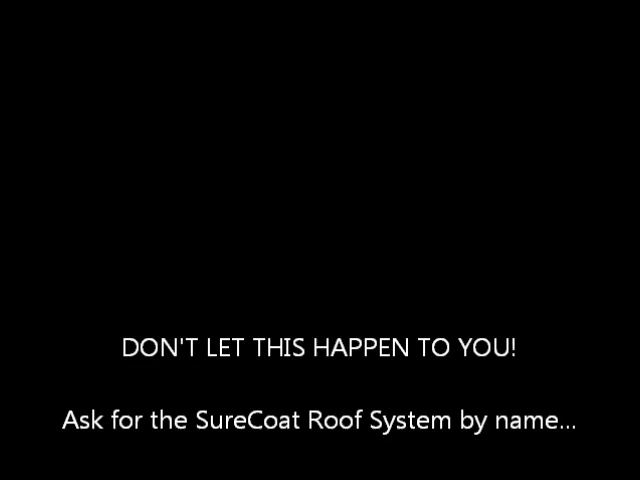 DON'T LET THIS HAPPEN TO YOU!
Ask for the SureCoat Roof System by name...